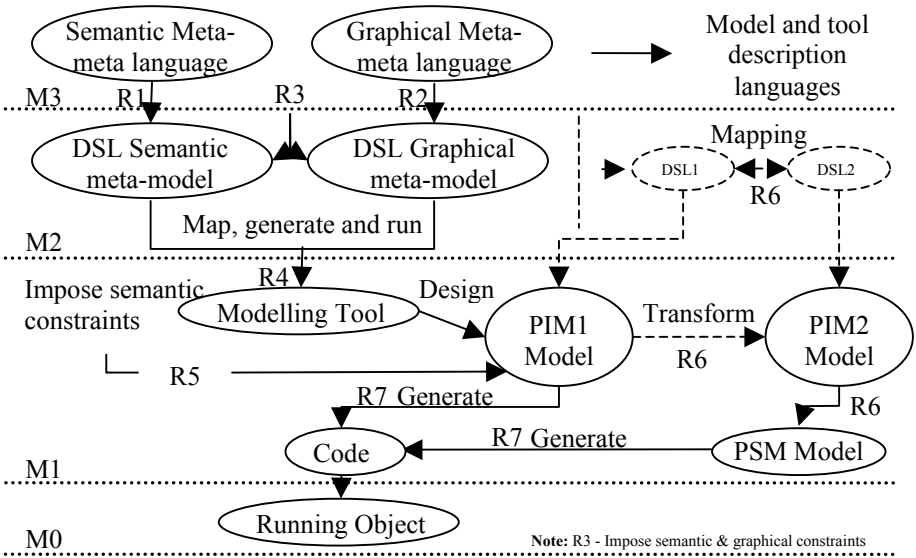 Semantic Meta-
meta language
Graphical Meta-
meta language
Model and tool
description
languages
M3
R1
R3
R2
DSL Semantic
meta-model
DSL Graphical
meta-model
Mapping
DSL1
DSL2
R6
Map, generate and run
M2
R4
Impose semantic
constraints
Modelling Tool
Design
PIM1
Model
Transform
R6
PIM2
Model
R5
R7 Generate
R6
Code
R7 Generate
PSM Model
M1
Running Object
M0
Note: R3 - Impose semantic & graphical constraints